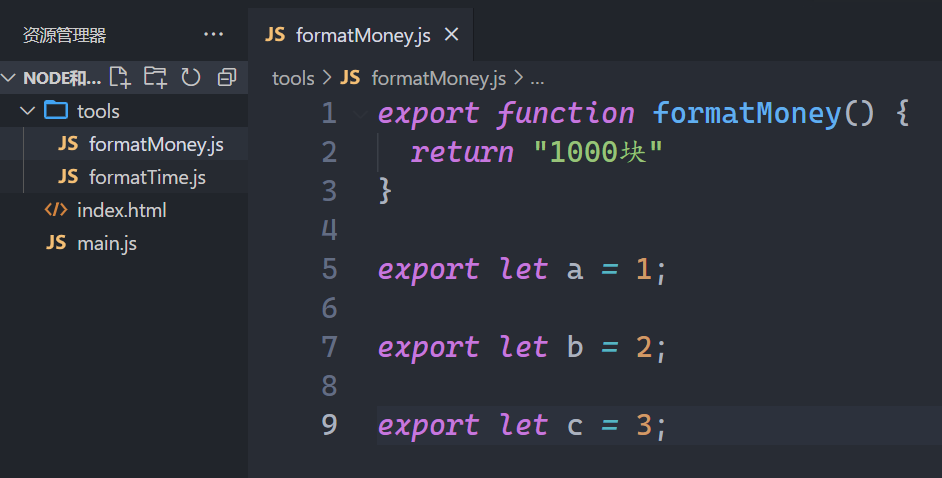 资源管理器 ...
NODE和...
tools
JS formatMoney.js
JS formatTime.js
</> index.html
JS main.js
JS formatMoney.js ×
tools > JS formatMoney.js > ...
1 export function formatMoney() {
2 return "1000块"
3 }
4
5 export let a = 1;
6
7 export let b = 2;
8
9 export let c = 3;